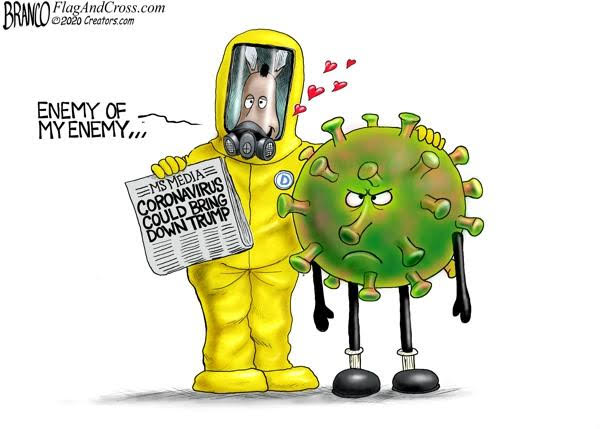 BRANCO FlagAndCross.com
©2020 Creators.com
ENEMY OF
MY ENEMY,,,
MS MEDIA
CORONAVIRUS
COULD BRING
DOWN TRUMP
D